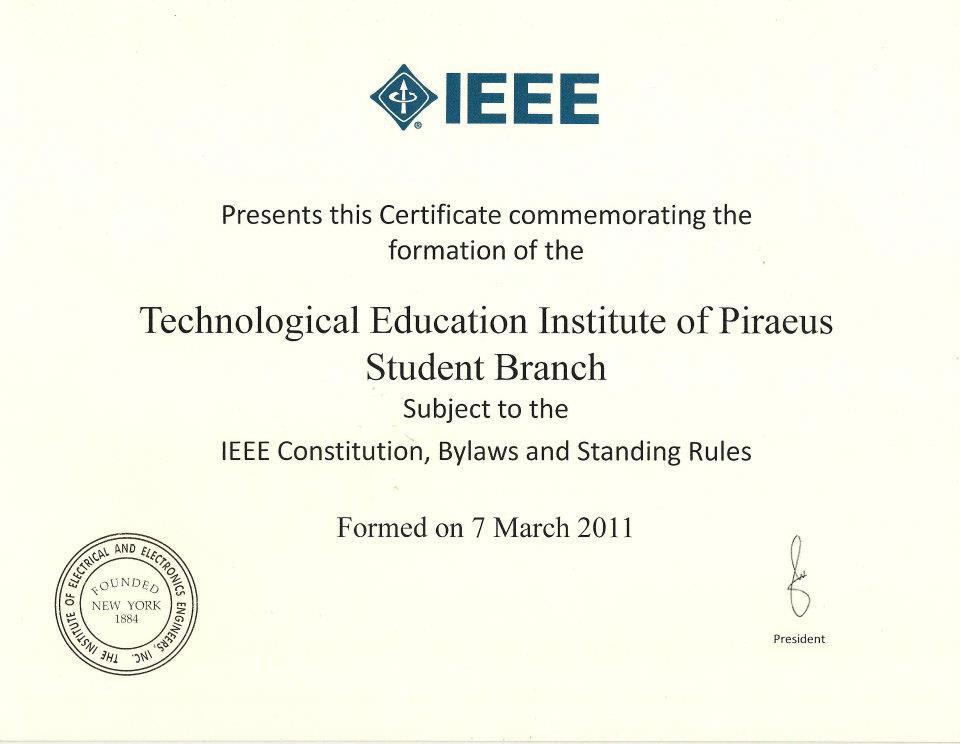 IEEE
®
Presents this Certificate commemorating the
formation of the
Technological Education Institute of Piraeus
Student Branch
Subject to the
IEEE Constitution, Bylaws and Standing Rules
Formed on 7 March 2011
THE INSTITUTE OF ELECTRICAL AND ELECTRONICS ENGINEERS, INC.
FOUNDED
NEW YORK
1884
President